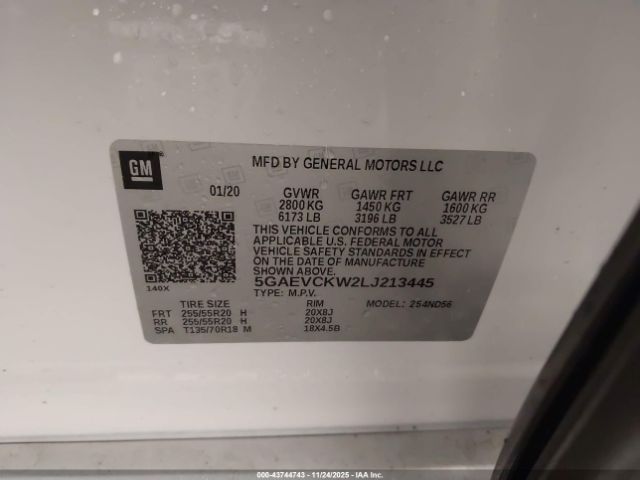 GM
MFD BY GENERAL MOTORS LLC
01/20 GVWR GAWR FRT GAWR RR
2800 KG 1450 KG 1600 KG
6173 LB 3196 LB 3527 LB
THIS VEHICLE CONFORMS TO ALL
APPLICABLE U.S. FEDERAL MOTOR
VEHICLE SAFETY STANDARDS IN EFFECT
ON THE DATE OF MANUFACTURE
SHOWN ABOVE.
5GAEVCKW2LJ213445
140X
TYPE: M.P.V. MODEL: 254ND56
TIRE SIZE RIM
FRT 255/55R20 H 20X8J
RR 255/55R20 H 20X8J
SPA T135/70R18 M 18X4.5B
00-43744743 - 11/24/2025 - IAA Inc.